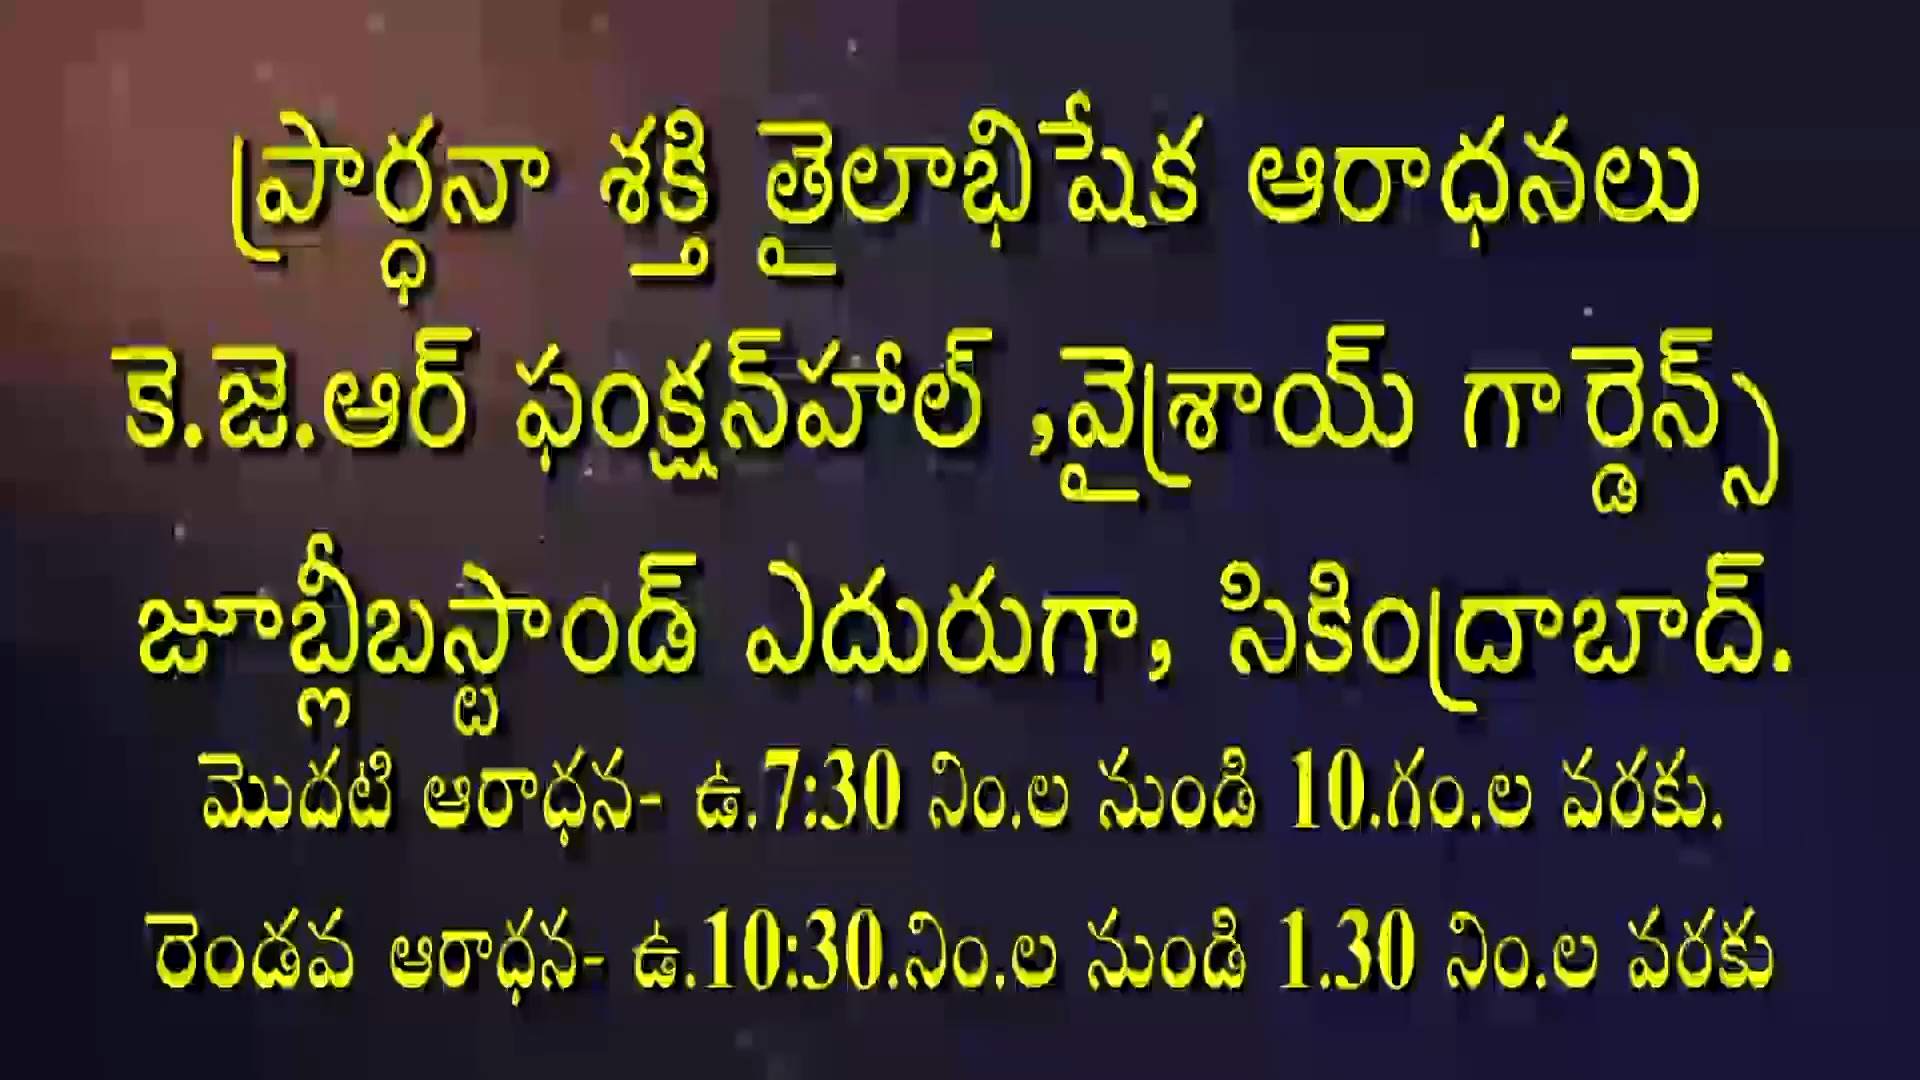 ప్రార్ధనా శక్తి తైలాభిషేక ఆరాధనలు
కె.జె.ఆర్ ఫంక్షన్‌హాల్ ,వైశ్రాయ్ గార్డెన్స్
జూబ్లీబస్టాండ్ ఎదురుగా, సికింద్రాబాద్.
మొదటి ఆరాధన- ఉ.7:30 నిం.ల నుండి 10.గం.ల వరకు.
రెండవ ఆరాధన- ఉ.10:30.నిం.ల నుండి 1.30 నిం.ల వరకు